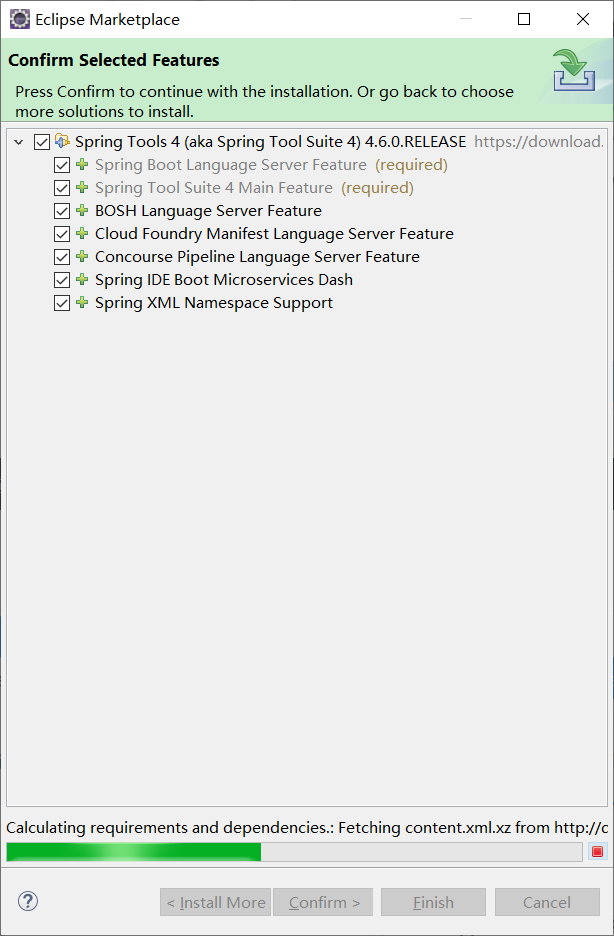 Eclipse Marketplace
Confirm Selected Features
Press Confirm to continue with the installation. Or go back to choose
more solutions to install.
Spring Tools 4 (aka Spring Tool Suite 4) 4.6.0.RELEASE https://download.
Spring Boot Language Server Feature (required)
Spring Tool Suite 4 Main Feature (required)
BOSH Language Server Feature
Cloud Foundry Manifest Language Server Feature
Concourse Pipeline Language Server Feature
Spring IDE Boot Microservices Dash
Spring XML Namespace Support
Calculating requirements and dependencies.: Fetching content.xml.xz from http://c
?
< Install More
Confirm >
Finish
Cancel